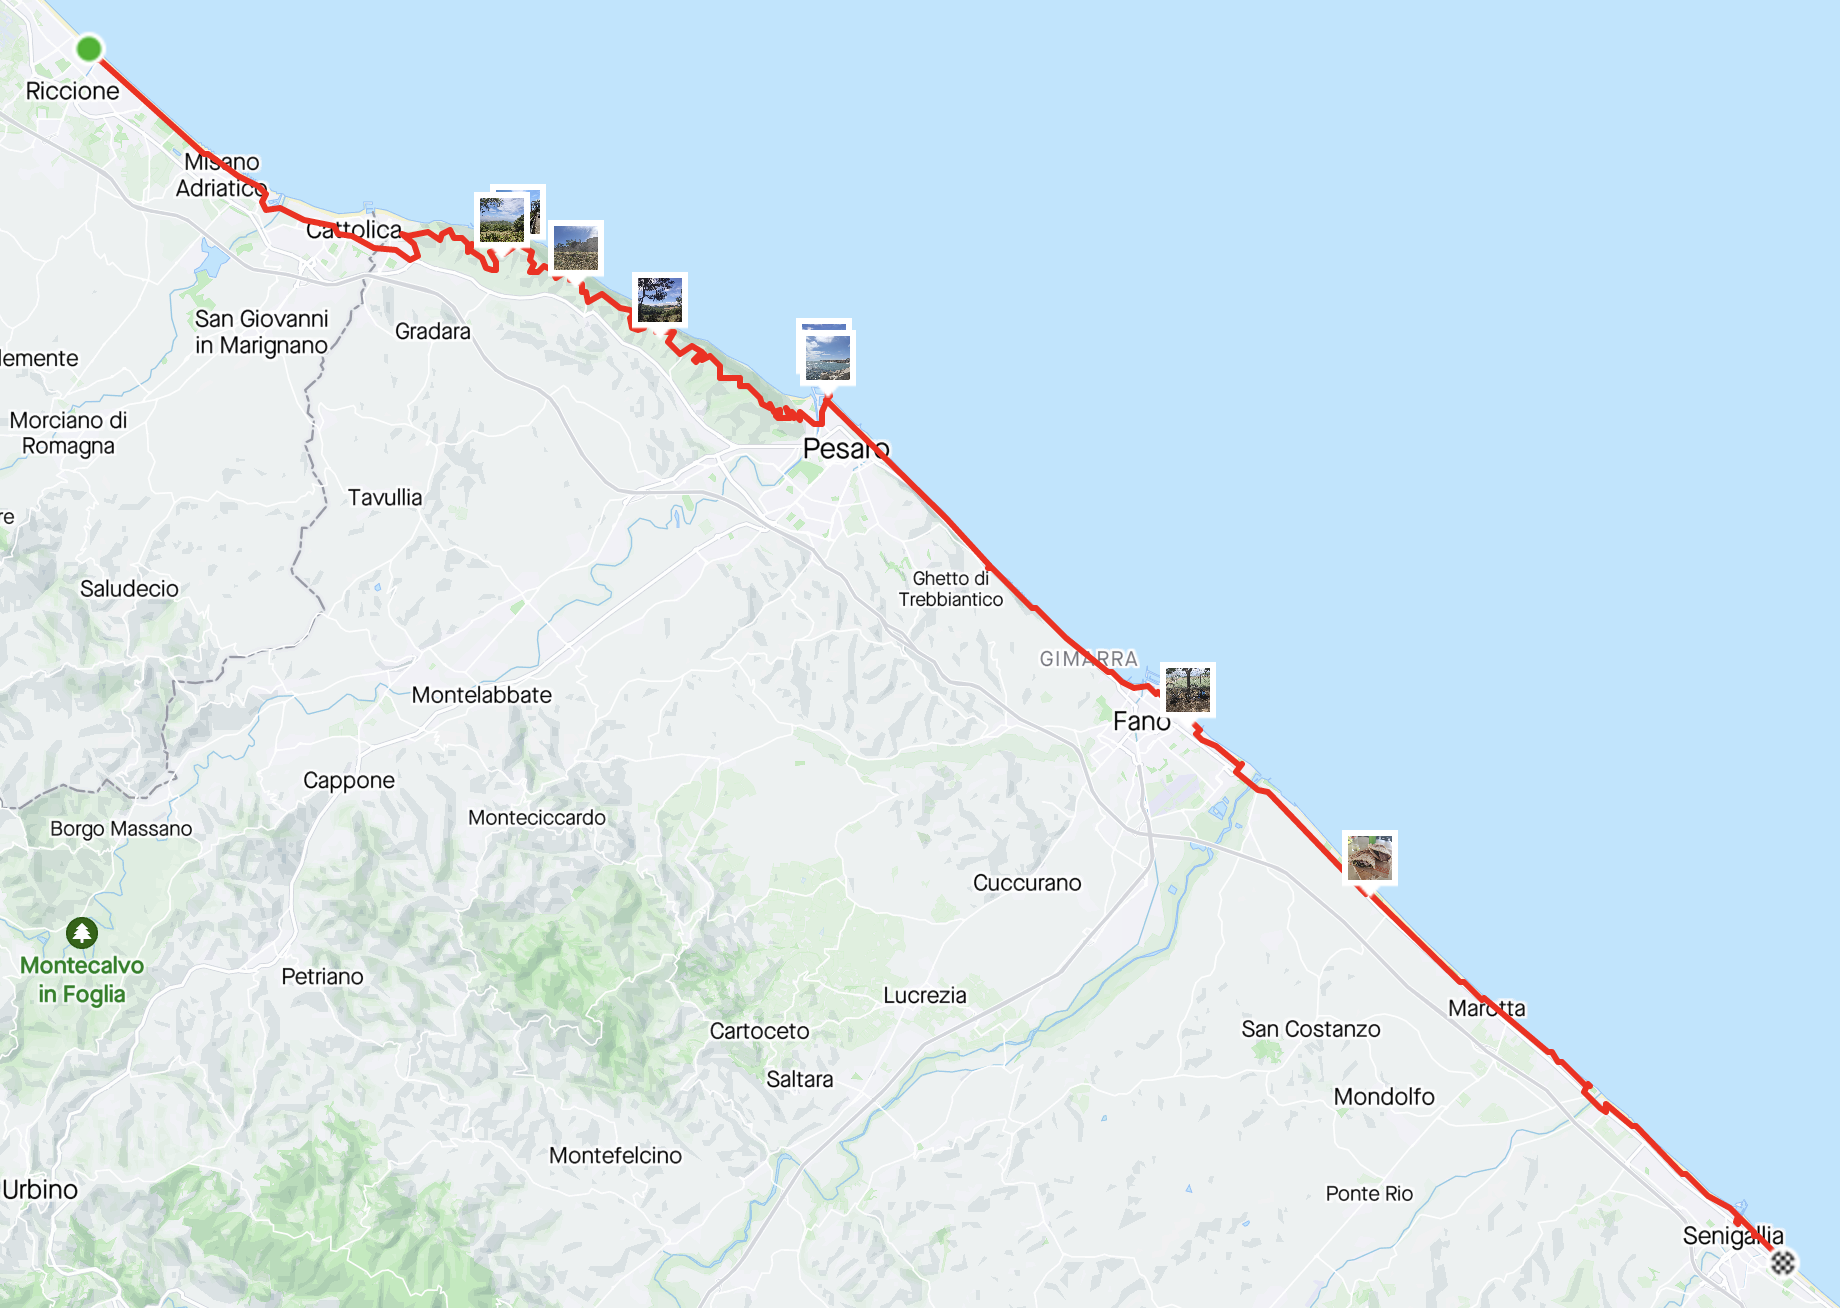 Riccione
Misano
Adriatico
Cattolica
San Giovanni
in Marignano
Gradara
lemente
Morciano di
Romagna
Pesaro
Tavullia
re
Saludecio
Ghetto di
Trebbiantico
GIMARRA
Montelabbate
Fano
Cappone
Monteciccardo
Borgo Massano
Cuccurano
Montecalvo
in Foglia
Petriano
Lucrezia
Marotta
Cartoceto
San Costanzo
Saltara
Mondolfo
Montefelcino
Urbino
Ponte Rio
Senigallia